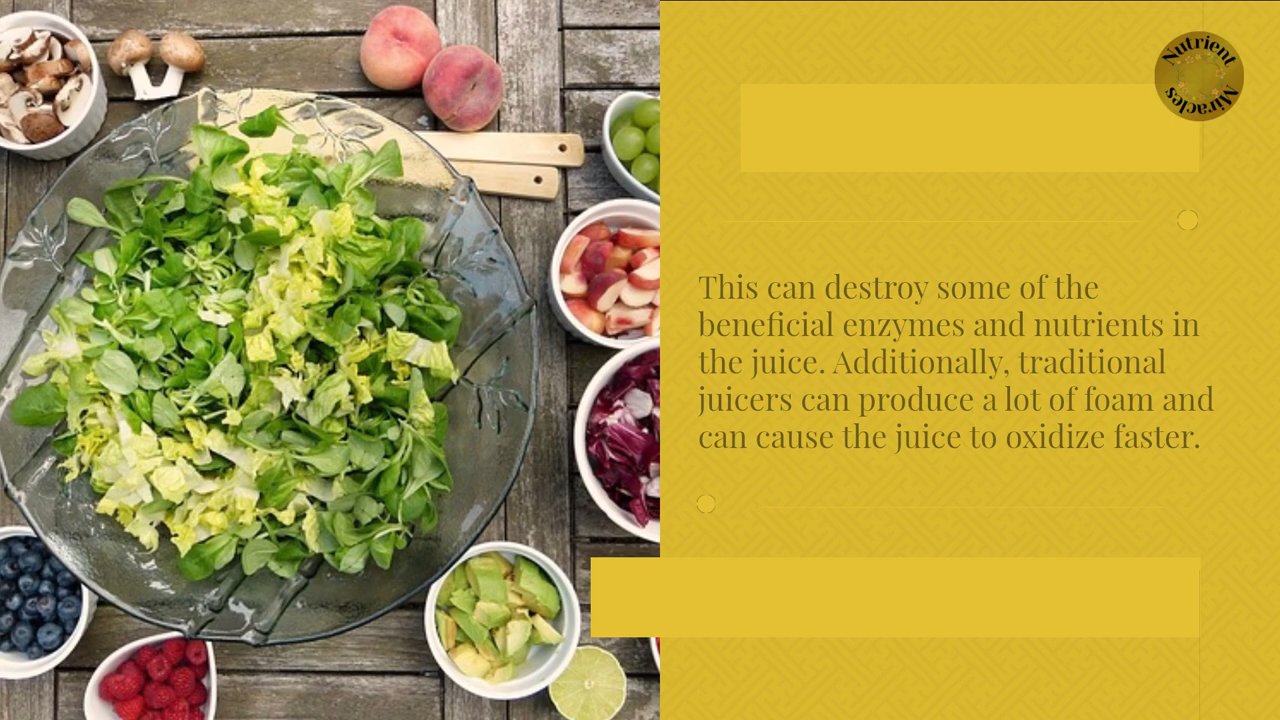 Nutrient
Miracles
This can destroy some of the
beneficial enzymes and nutrients in
the juice. Additionally, traditional
juicers can produce a lot of foam and
can cause the juice to oxidize faster.